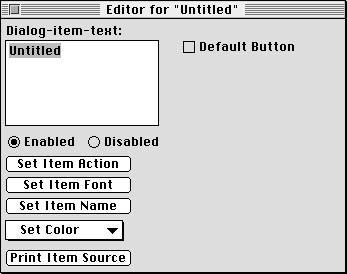 Editor for "Untitled"
Dialog-item-text:
Untitled
Default Button
Enabled
Disabled
Set Item Action
Set Item Font
Set Item Name
Set Color
Print Item Source